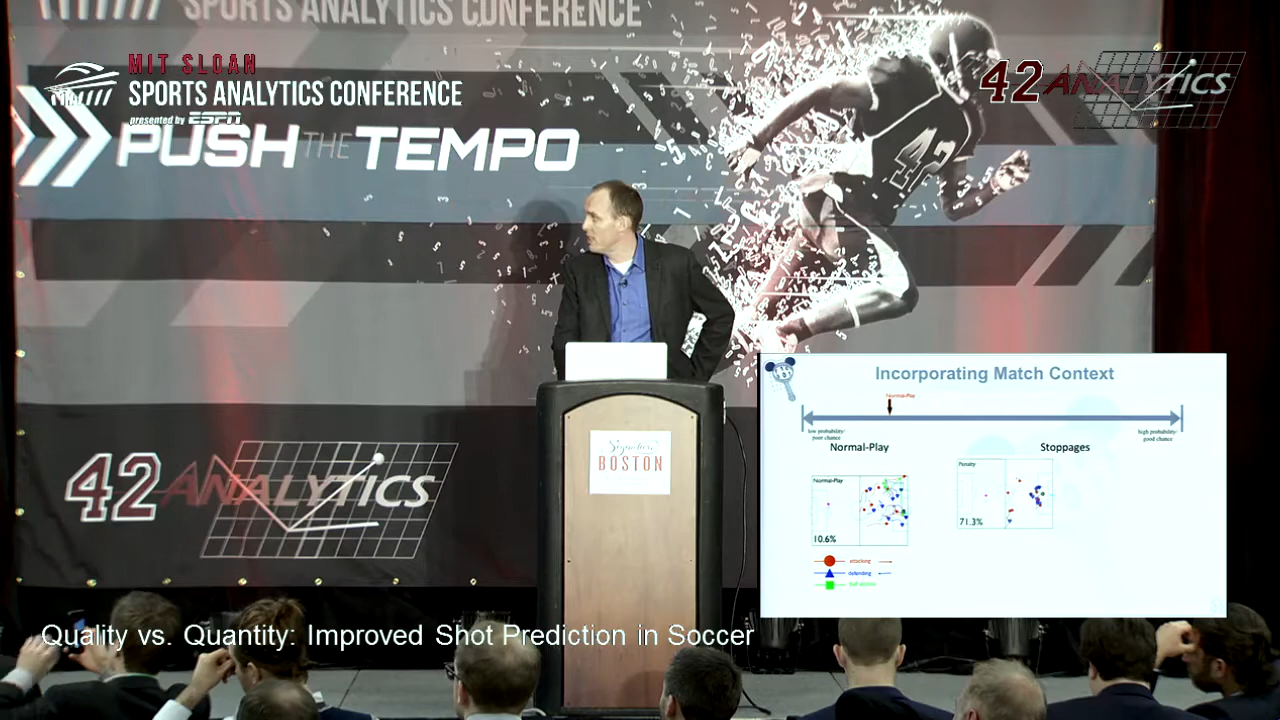 SPORTS ANALYTICS CONFERENCE
MIT SLOAN
SPORTS ANALYTICS CONFERENCE
presented by ESPN
PUSH THE TEMPO
42 ANALYTICS
42
42 ANALYTICS
Signature
BOSTON
Incorporating Match Context
Normal-Play
low probability/
poor chance
high probability/
good chance
Normal-Play
Stoppages
Normal-Play
10.6%
Penalty
71.3%
attacking
defending
Quality vs. Quantity: Improved Shot Prediction in Soccer